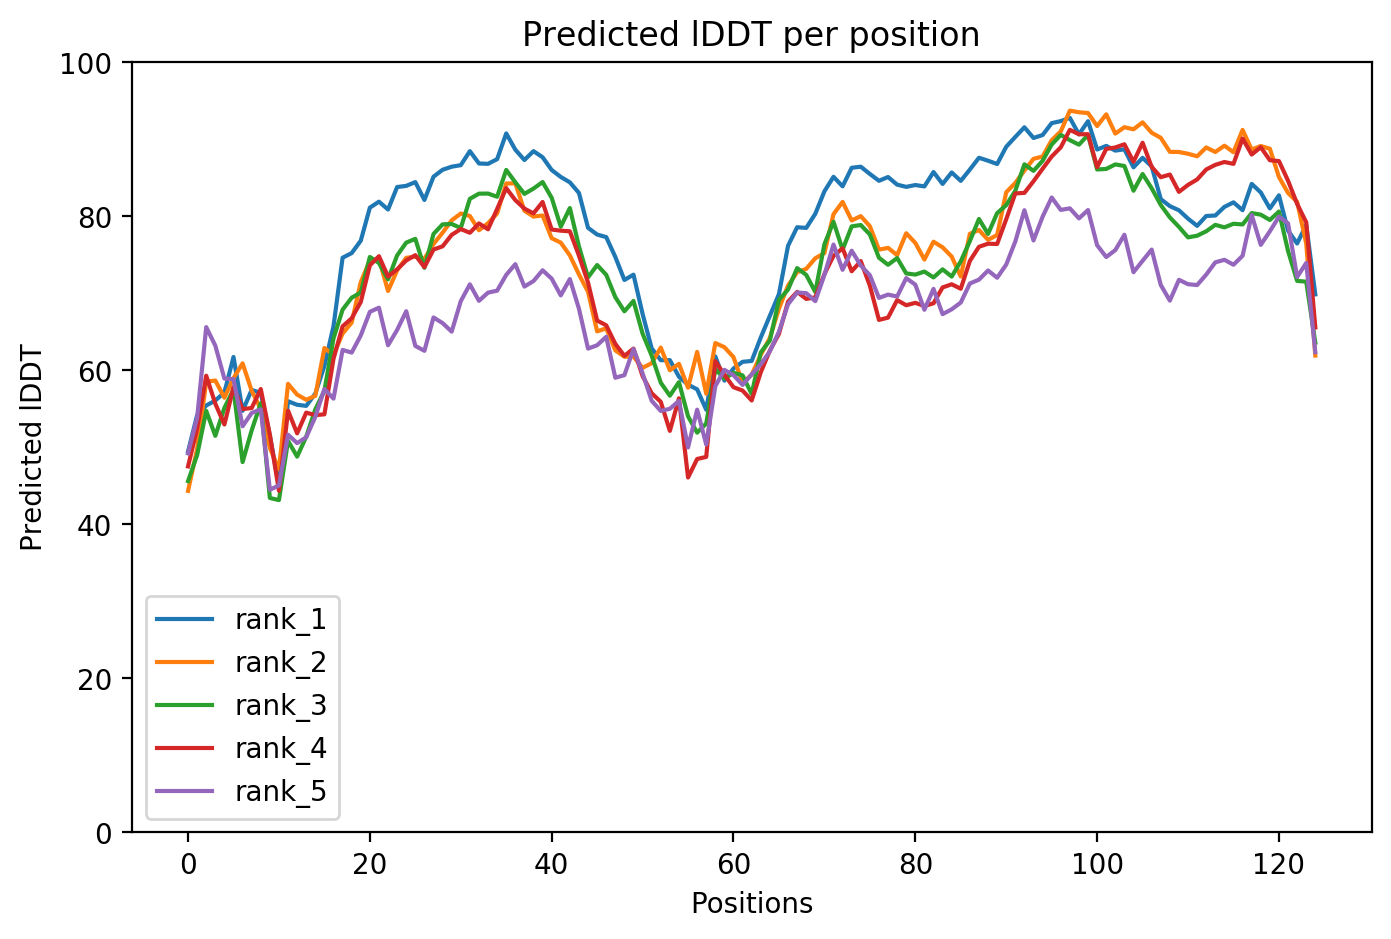 Predicted lDDT per position
100
80
60
40
20
0
Predicted lDDT
rank_1
rank_2
rank_3
rank_4
rank_5
0 20 40 60 80 100 120
Positions